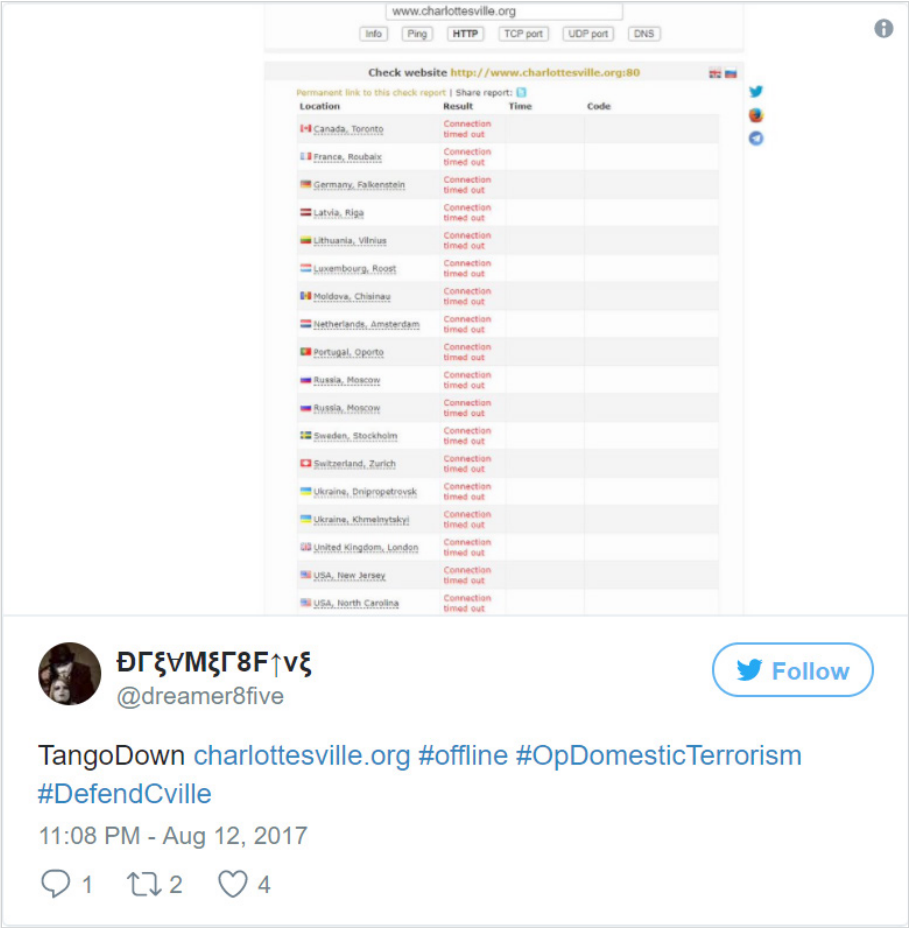 www.charlottesville.org
Info Ping HTTP TCP port UDP port DNS
Check website http://www.charlottesville.org:80
Permanent link to this check report | Share report:
Location Result Time Code
Canada, Toronto Connection timed out
France, Roubaix Connection timed out
Germany, Falkenstein Connection timed out
Latvia, Riga Connection timed out
Lithuania, Vilnius Connection timed out
Luxembourg, Roost Connection timed out
Moldova, Chisinau Connection timed out
Netherlands, Amsterdam Connection timed out
Portugal, Oporto Connection timed out
Russia, Moscow Connection timed out
Russia, Moscow Connection timed out
Sweden, Stockholm Connection timed out
Switzerland, Zurich Connection timed out
Ukraine, Dnipropetrovsk Connection timed out
Ukraine, Khmelnytskyi Connection timed out
United Kingdom, London Connection timed out
USA, New Jersey Connection timed out
USA, North Carolina Connection timed out
ĐΓξ∀MξΓ8F↑vξ
@dreamer8five
Follow
TangoDown charlottesville.org #offline #OpDomesticTerrorism
#DefendCville
11:08 PM - Aug 12, 2017
1 2 4